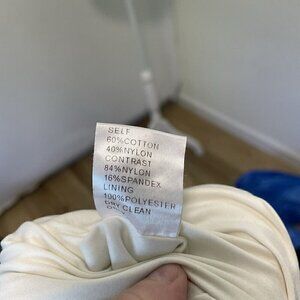 SELF
60%COTTON
40%NYLON
CONTRAST
84%NYLON
16%SPANDEX
LINING
100%POLYESTER
DRY CLEAN